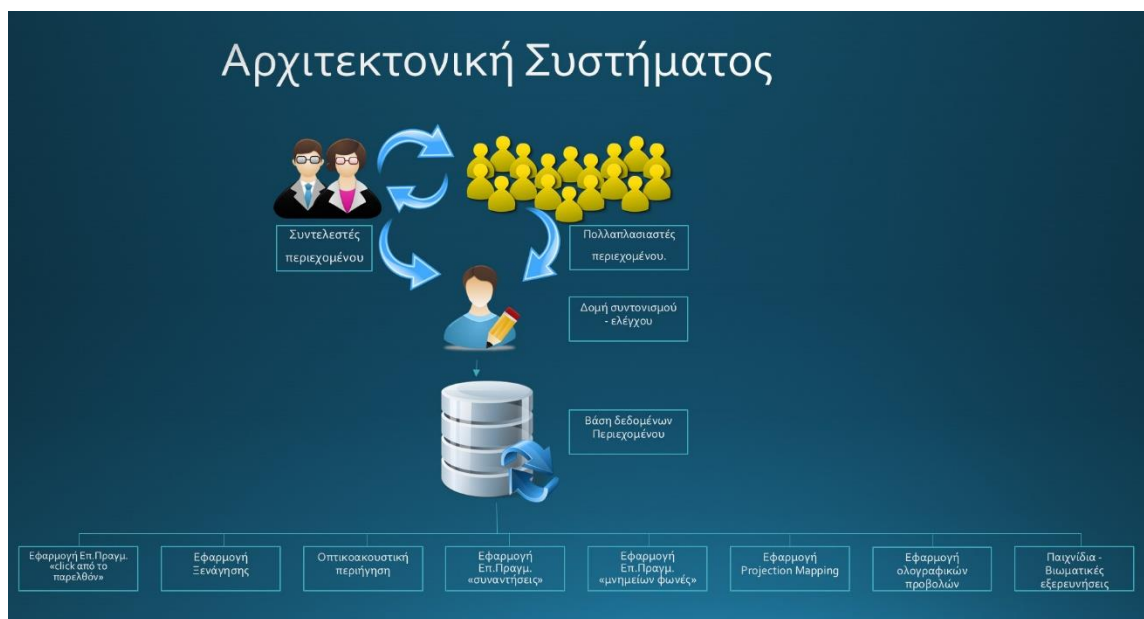 Αρχιτεκτονική Συστήματος
Συντελεστές
περιεχομένου
Πολλαπλασιαστές
περιεχομένου.
Δομή συντονισμού
- ελέγχου
Βάση δεδομένων
Περιεχομένου
Εφαρμογή Επ.Πραγμ.
«click από το
παρελθόν»
Εφαρμογή
Ξενάγησης
Οπτικοακουστική
περιήγηση
Εφαρμογή
Επ.Πραγμ.
«συναντήσεις»
Εφαρμογή
Επ.Πραγμ.
«μνημείων φωνές»
Εφαρμογή
Projection Mapping
Εφαρμογή
ολογραφικών
προβολών
Παιχνίδια -
Βιωματικές
εξερευνήσεις